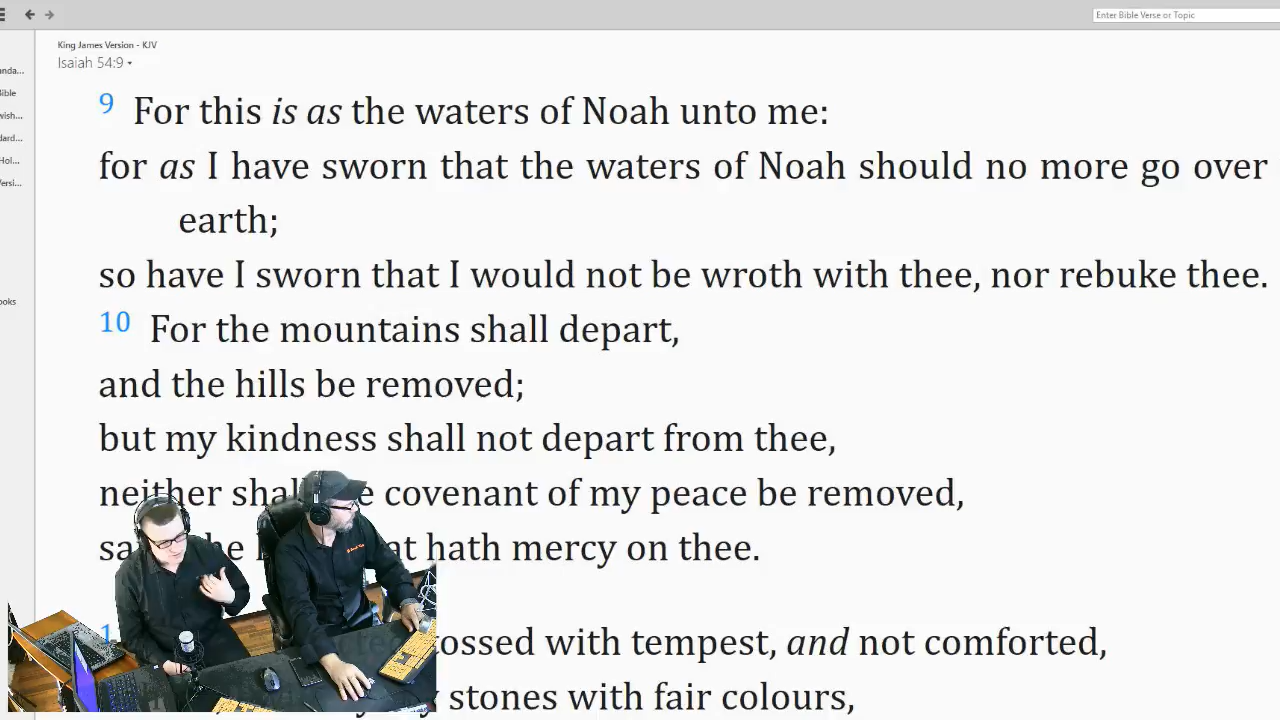 Enter Bible Verse or Topic
King James Version - KJV
Isaiah 54:9
9 For this is as the waters of Noah unto me:
for as I have sworn that the waters of Noah should no more go over
earth;
so have I sworn that I would not be wroth with thee, nor rebuke thee.
10 For the mountains shall depart,
and the hills be removed;
but my kindness shall not depart from thee,
neither covenant of my peace be removed,
hath mercy on thee.
tossed with tempest, and not comforted,
stones with fair colours,